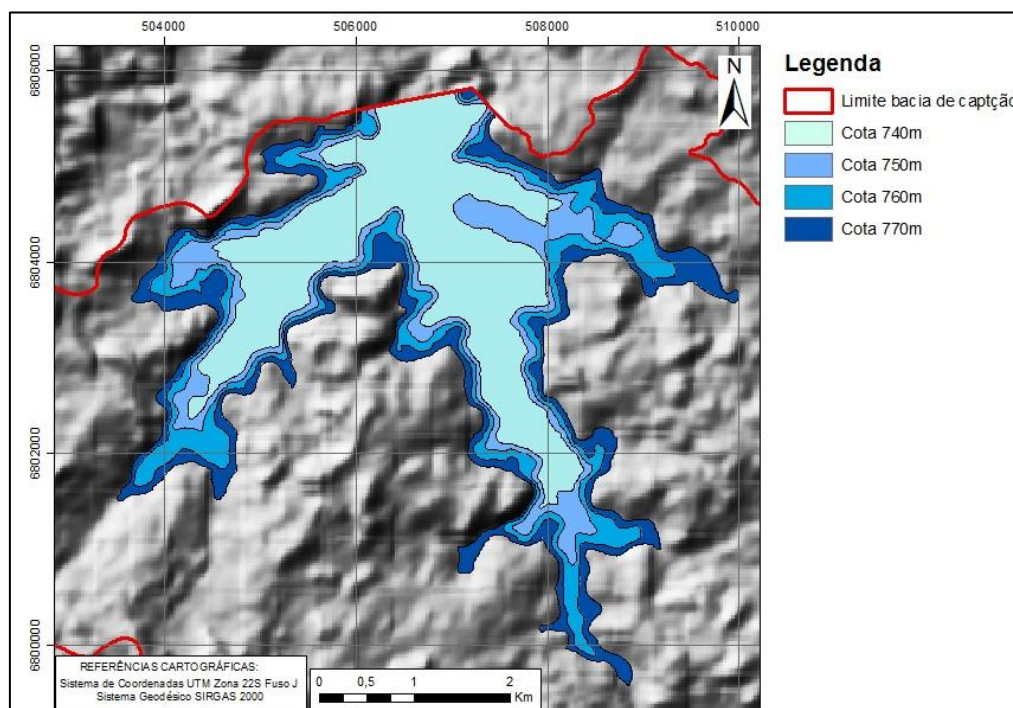 504000 506000 508000 510000
6806000
6804000
6802000
6800000
N
Legenda
Limite bacia de captção
Cota 740m
Cota 750m
Cota 760m
Cota 770m
REFERÊNCIAS CARTOGRÁFICAS:
Sistema de Coordenadas UTM Zona 22S Fuso J
Sistema Geodésico SIRGAS 2000
0 0,5 1 2
Km